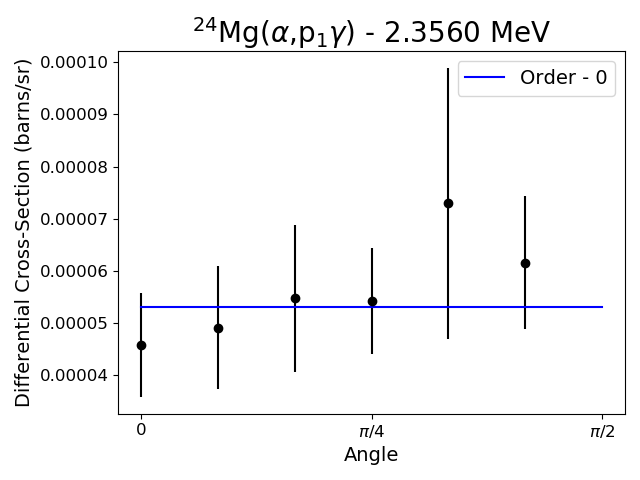 ²⁴Mg(α,p₁γ) - 2.3560 MeV
Order - 0
Differential Cross-Section (barns/sr)
0.00010
0.00009
0.00008
0.00007
0.00006
0.00005
0.00004
0
π/4
π/2
Angle